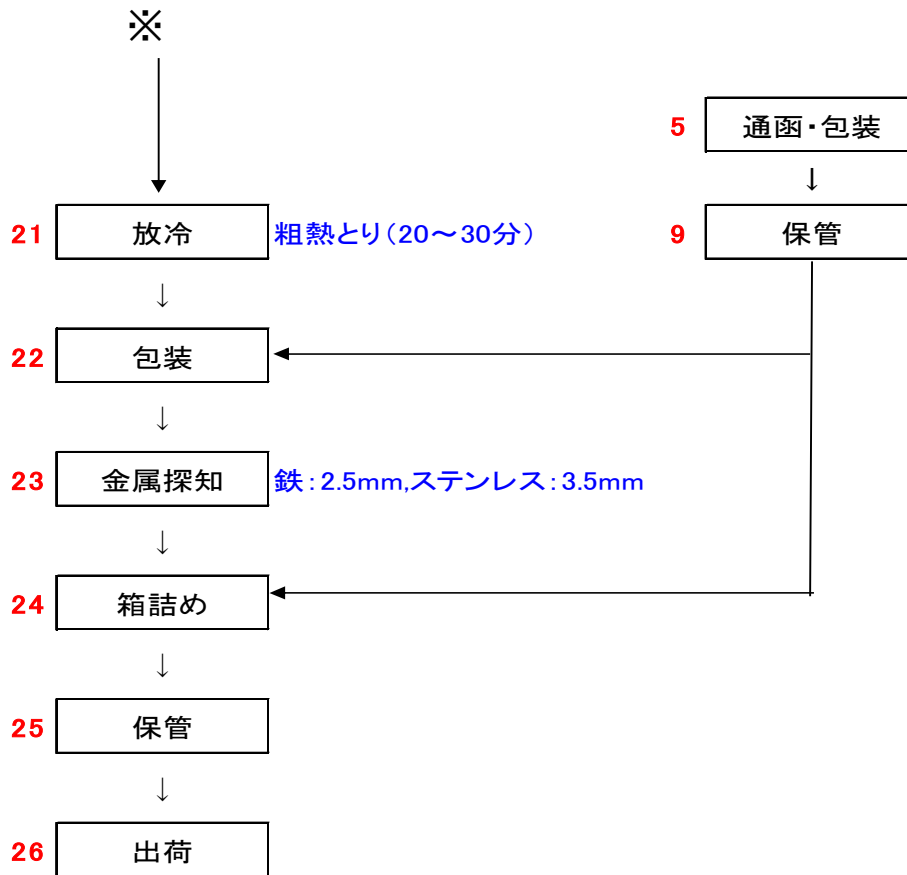 ※
5 通函・包装
↓
21 放冷 粗熱とり(20～30分)
9 保管
↓
22 包装
↓
23 金属探知 鉄:2.5mm,ステンレス:3.5mm
↓
24 箱詰め
↓
25 保管
↓
26 出荷